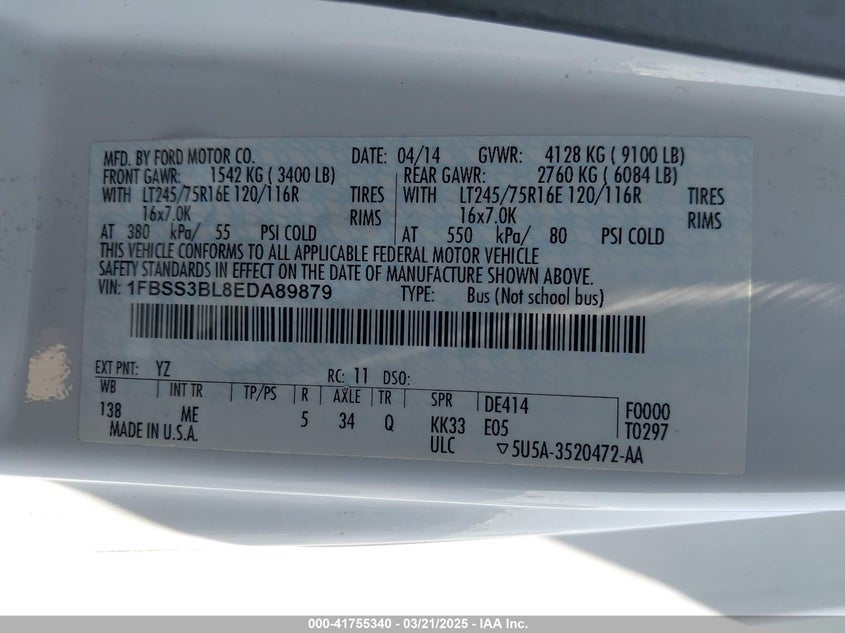 MFD. BY FORD MOTOR CO. DATE: 04/14 GVWR: 4128 KG ( 9100 LB)
FRONT GAWR: 1542 KG ( 3400 LB) REAR GAWR: 2760 KG ( 6084 LB)
WITH LT245/75R16E 120/116R TIRES WITH LT245/75R16E 120/116R TIRES
16x7.0K RIMS 16x7.0K RIMS
AT 380 kPa/ 55 PSI COLD AT 550 kPa/ 80 PSI COLD
THIS VEHICLE CONFORMS TO ALL APPLICABLE FEDERAL MOTOR VEHICLE
SAFETY STANDARDS IN EFFECT ON THE DATE OF MANUFACTURE SHOWN ABOVE.
VIN: 1FBSS3BL8EDA89879 TYPE: Bus (Not school bus)
EXT PNT: YZ RC: 11 DSO:
WB INT TR TP/PS R AXLE TR SPR DE414 F0000
138 ME 5 34 Q KK33 E05 T0297
MADE IN U.S.A. ULC ▽5U5A-3520472-AA
000-41755340 - 03/21/2025 - IAA Inc.